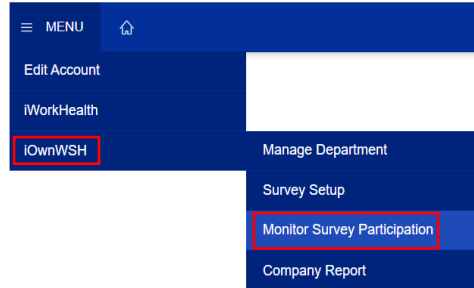 MENU
Edit Account
iWorkHealth
iOwnWSH
Manage Department
Survey Setup
Monitor Survey Participation
Company Report